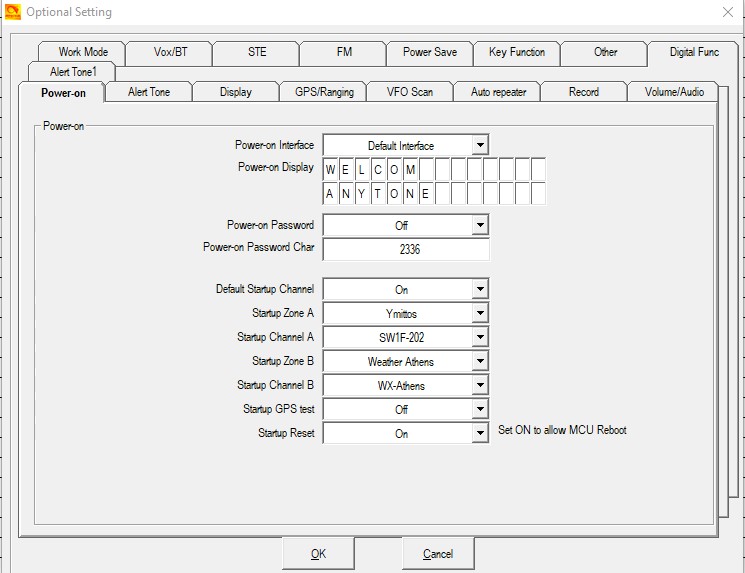 Optional Setting
Work Mode Vox/BT STE FM Power Save Key Function Other Digital Func
Alert Tone1
Power-on Alert Tone Display GPS/Ranging VFO Scan Auto repeater Record Volume/Audio
Power-on
Power-on Interface Default Interface
Power-on Display W E L C O M
A N Y T O N E
Power-on Password Off
Power-on Password Char 2336
Default Startup Channel On
Startup Zone A Ymittos
Startup Channel A SW1F-202
Startup Zone B Weather Athens
Startup Channel B WX-Athens
Startup GPS test Off
Startup Reset On Set ON to allow MCU Reboot
OK Cancel